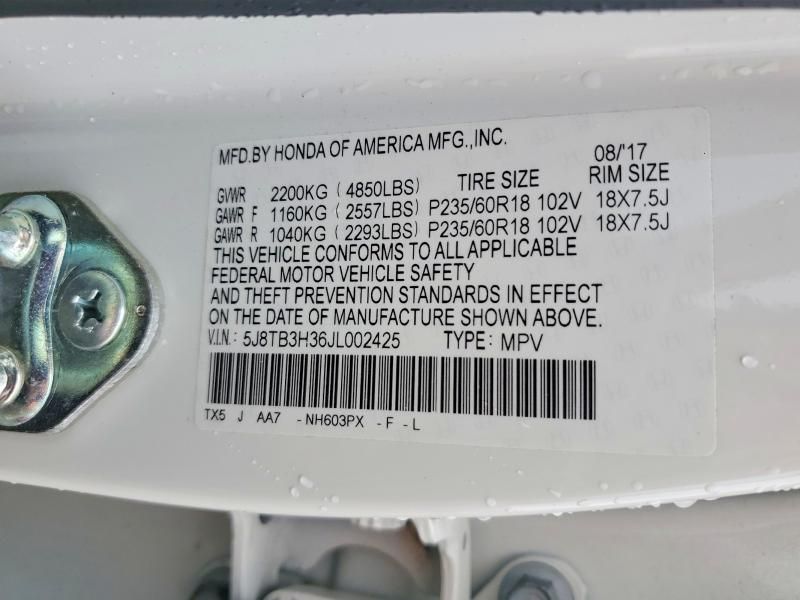 MFD.BY HONDA OF AMERICA MFG.,INC. 08/'17
GVWR 2200KG (4850LBS) TIRE SIZE RIM SIZE
GAWR F 1160KG (2557LBS) P235/60R18 102V 18X7.5J
GAWR R 1040KG (2293LBS) P235/60R18 102V 18X7.5J
THIS VEHICLE CONFORMS TO ALL APPLICABLE
FEDERAL MOTOR VEHICLE SAFETY
AND THEFT PREVENTION STANDARDS IN EFFECT
ON THE DATE OF MANUFACTURE SHOWN ABOVE.
V.I.N.: 5J8TB3H36JL002425 TYPE: MPV
TX5 J AA7 -NH603PX -F -L